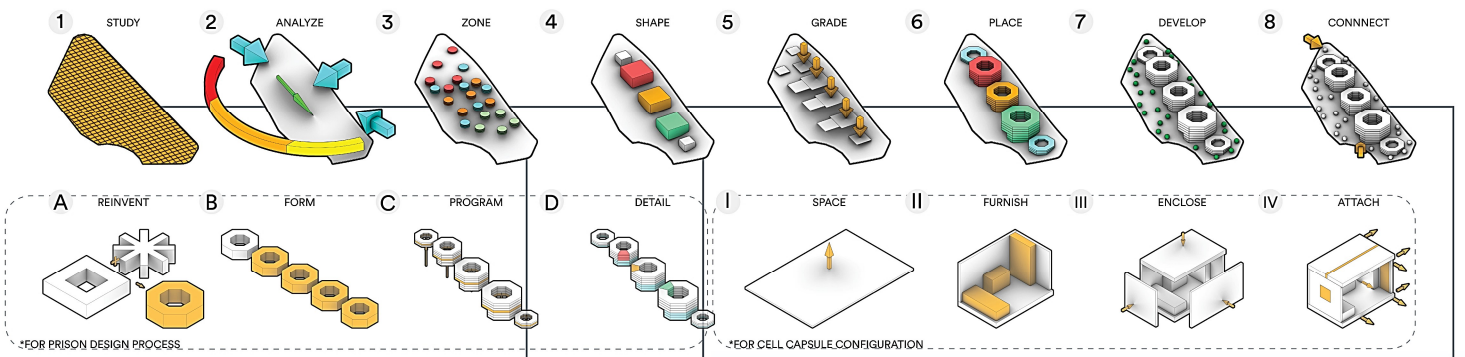 1 STUDY 2 ANALYZE 3 ZONE 4 SHAPE 5 GRADE 6 PLACE 7 DEVELOP 8 CONNNECT
A REINVENT B FORM C PROGRAM D DETAIL I SPACE II FURNISH III ENCLOSE IV ATTACH
*FOR PRISON DESIGN PROCESS *FOR CELL CAPSULE CONFIGURATION